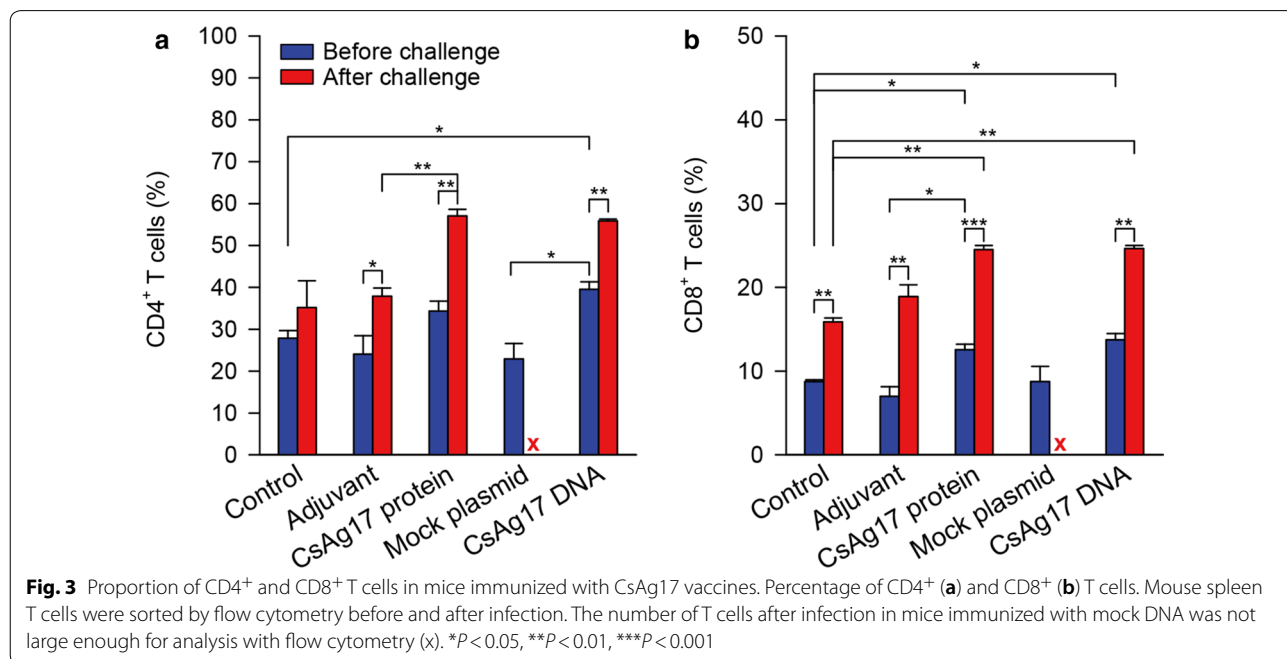 a
100
90
80
70
60
50
40
30
20
10
0
CD4+ T cells (%)
Before challenge
After challenge
*
**
**
**
*
*
x
Control
Adjuvant
CsAg17 protein
Mock plasmid
CsAg17 DNA
b
50
40
30
20
10
0
CD8+ T cells (%)
*
*
**
**
*
***
**
**
**
x
Control
Adjuvant
CsAg17 protein
Mock plasmid
CsAg17 DNA
Fig. 3 Proportion of CD4+ and CD8+ T cells in mice immunized with CsAg17 vaccines. Percentage of CD4+ (a) and CD8+ (b) T cells. Mouse spleen
T cells were sorted by flow cytometry before and after infection. The number of T cells after infection in mice immunized with mock DNA was not
large enough for analysis with flow cytometry (x). *P < 0.05, **P < 0.01, ***P < 0.001